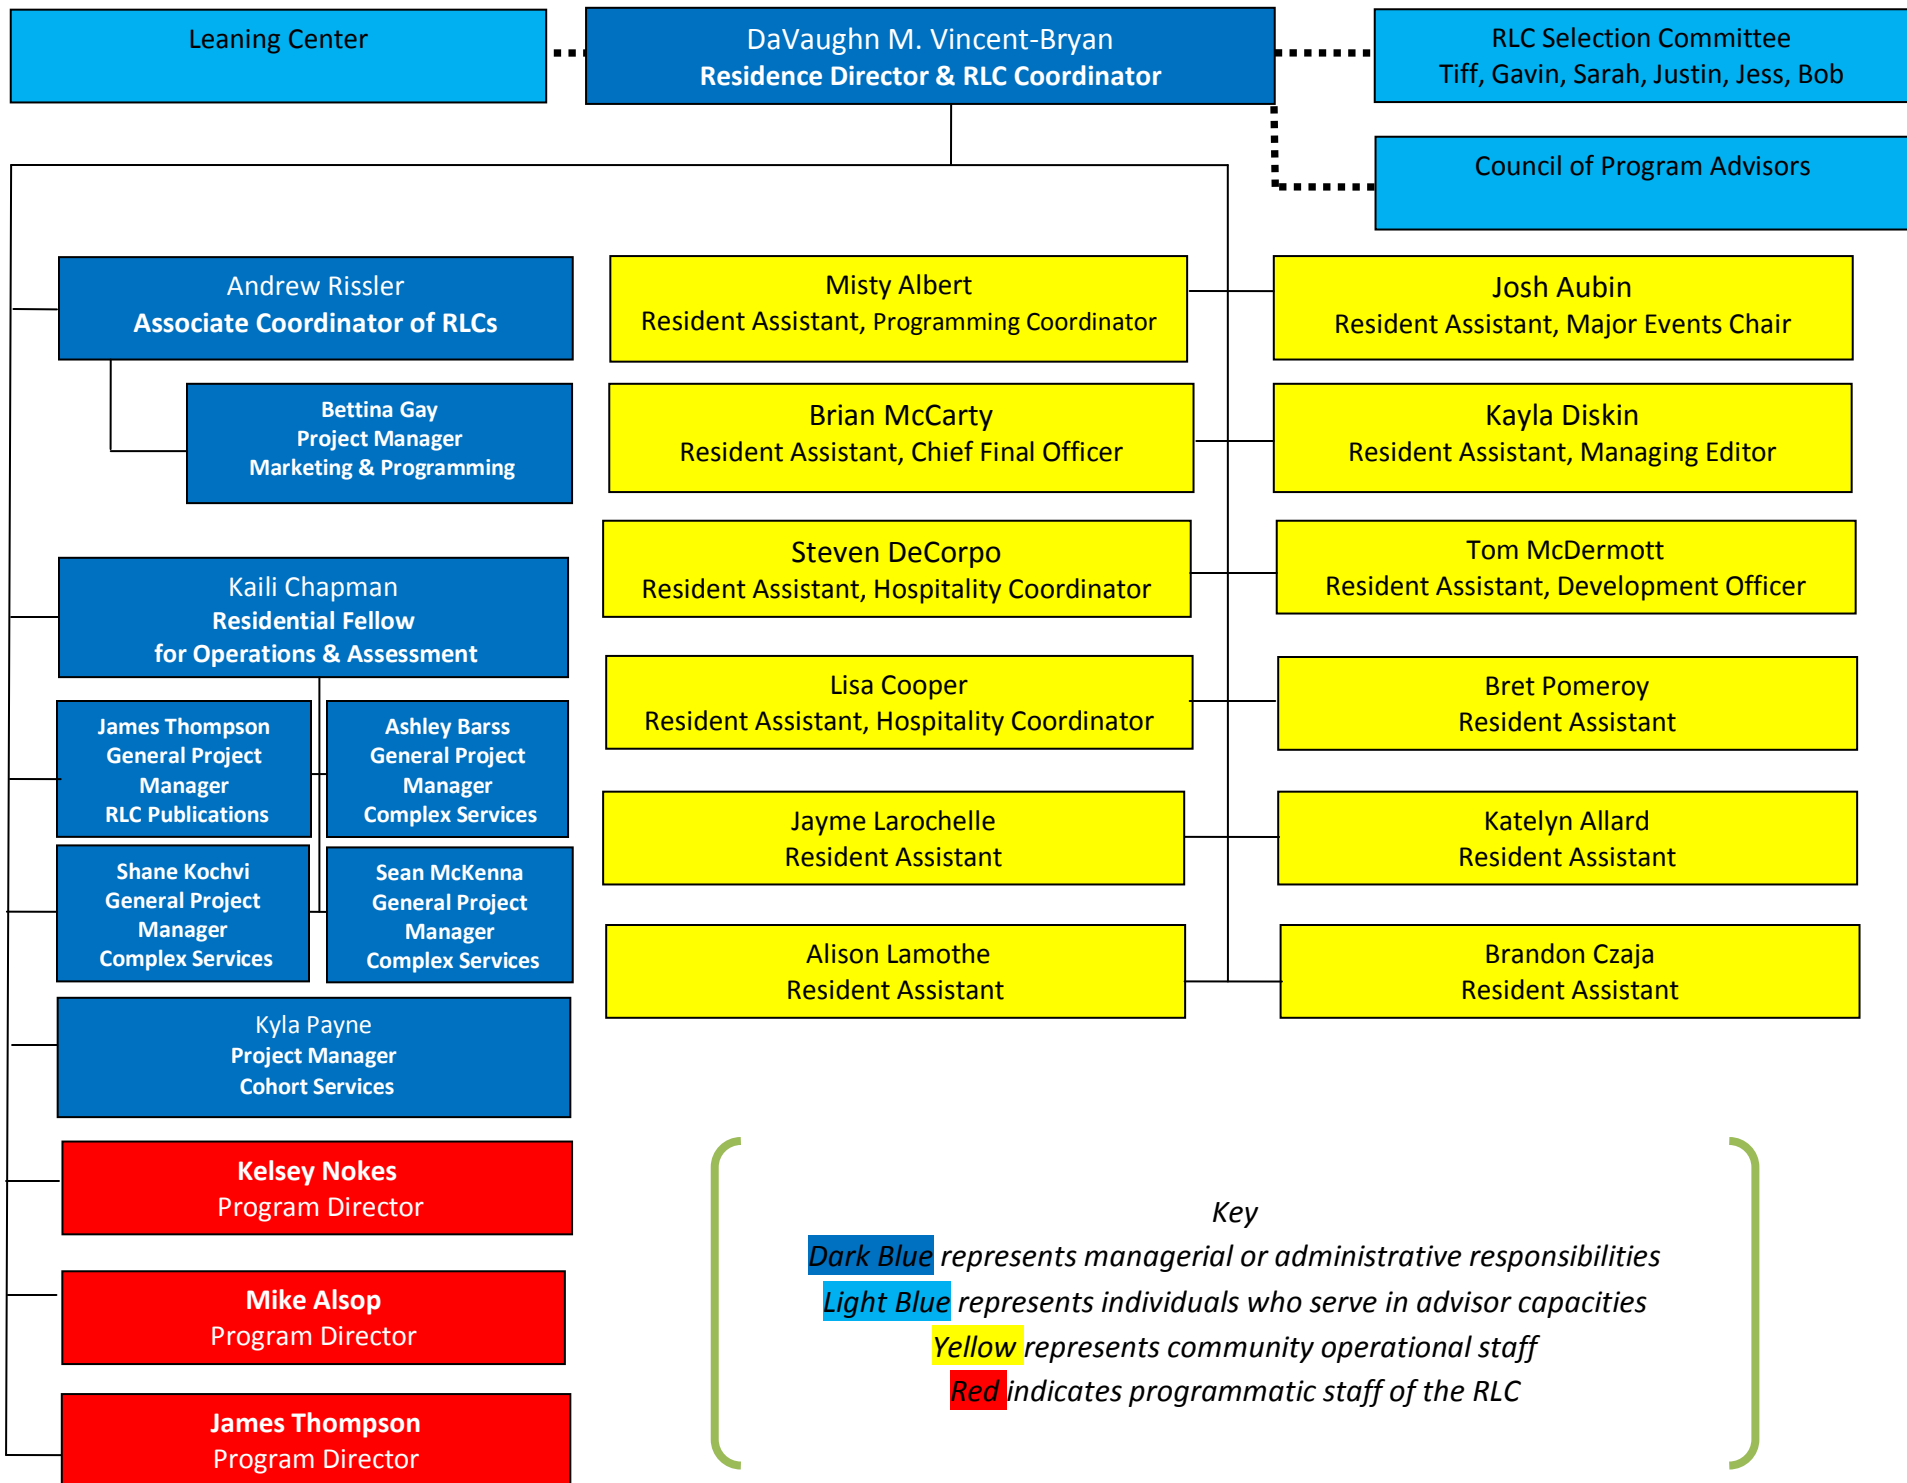 Leaning Center
DaVaughn M. Vincent-Bryan
Residence Director & RLC Coordinator
RLC Selection Committee
Tiff, Gavin, Sarah, Justin, Jess, Bob
Council of Program Advisors
Andrew Rissler
Associate Coordinator of RLCs
Bettina Gay
Project Manager
Marketing & Programming
Kaili Chapman
Residential Fellow
for Operations & Assessment
James Thompson
General Project
Manager
RLC Publications
Ashley Barss
General Project
Manager
Complex Services
Shane Kochvi
General Project
Manager
Complex Services
Sean McKenna
General Project
Manager
Complex Services
Kyla Payne
Project Manager
Cohort Services
Kelsey Nokes
Program Director
Mike Alsop
Program Director
James Thompson
Program Director
Misty Albert
Resident Assistant, Programming Coordinator
Josh Aubin
Resident Assistant, Major Events Chair
Brian McCarty
Resident Assistant, Chief Final Officer
Kayla Diskin
Resident Assistant, Managing Editor
Steven DeCorpo
Resident Assistant, Hospitality Coordinator
Tom McDermott
Resident Assistant, Development Officer
Lisa Cooper
Resident Assistant, Hospitality Coordinator
Bret Pomeroy
Resident Assistant
Jayme Larochelle
Resident Assistant
Katelyn Allard
Resident Assistant
Alison Lamothe
Resident Assistant
Brandon Czaja
Resident Assistant
Key
Dark Blue represents managerial or administrative responsibilities
Light Blue represents individuals who serve in advisor capacities
Yellow represents community operational staff
Red indicates programmatic staff of the RLC